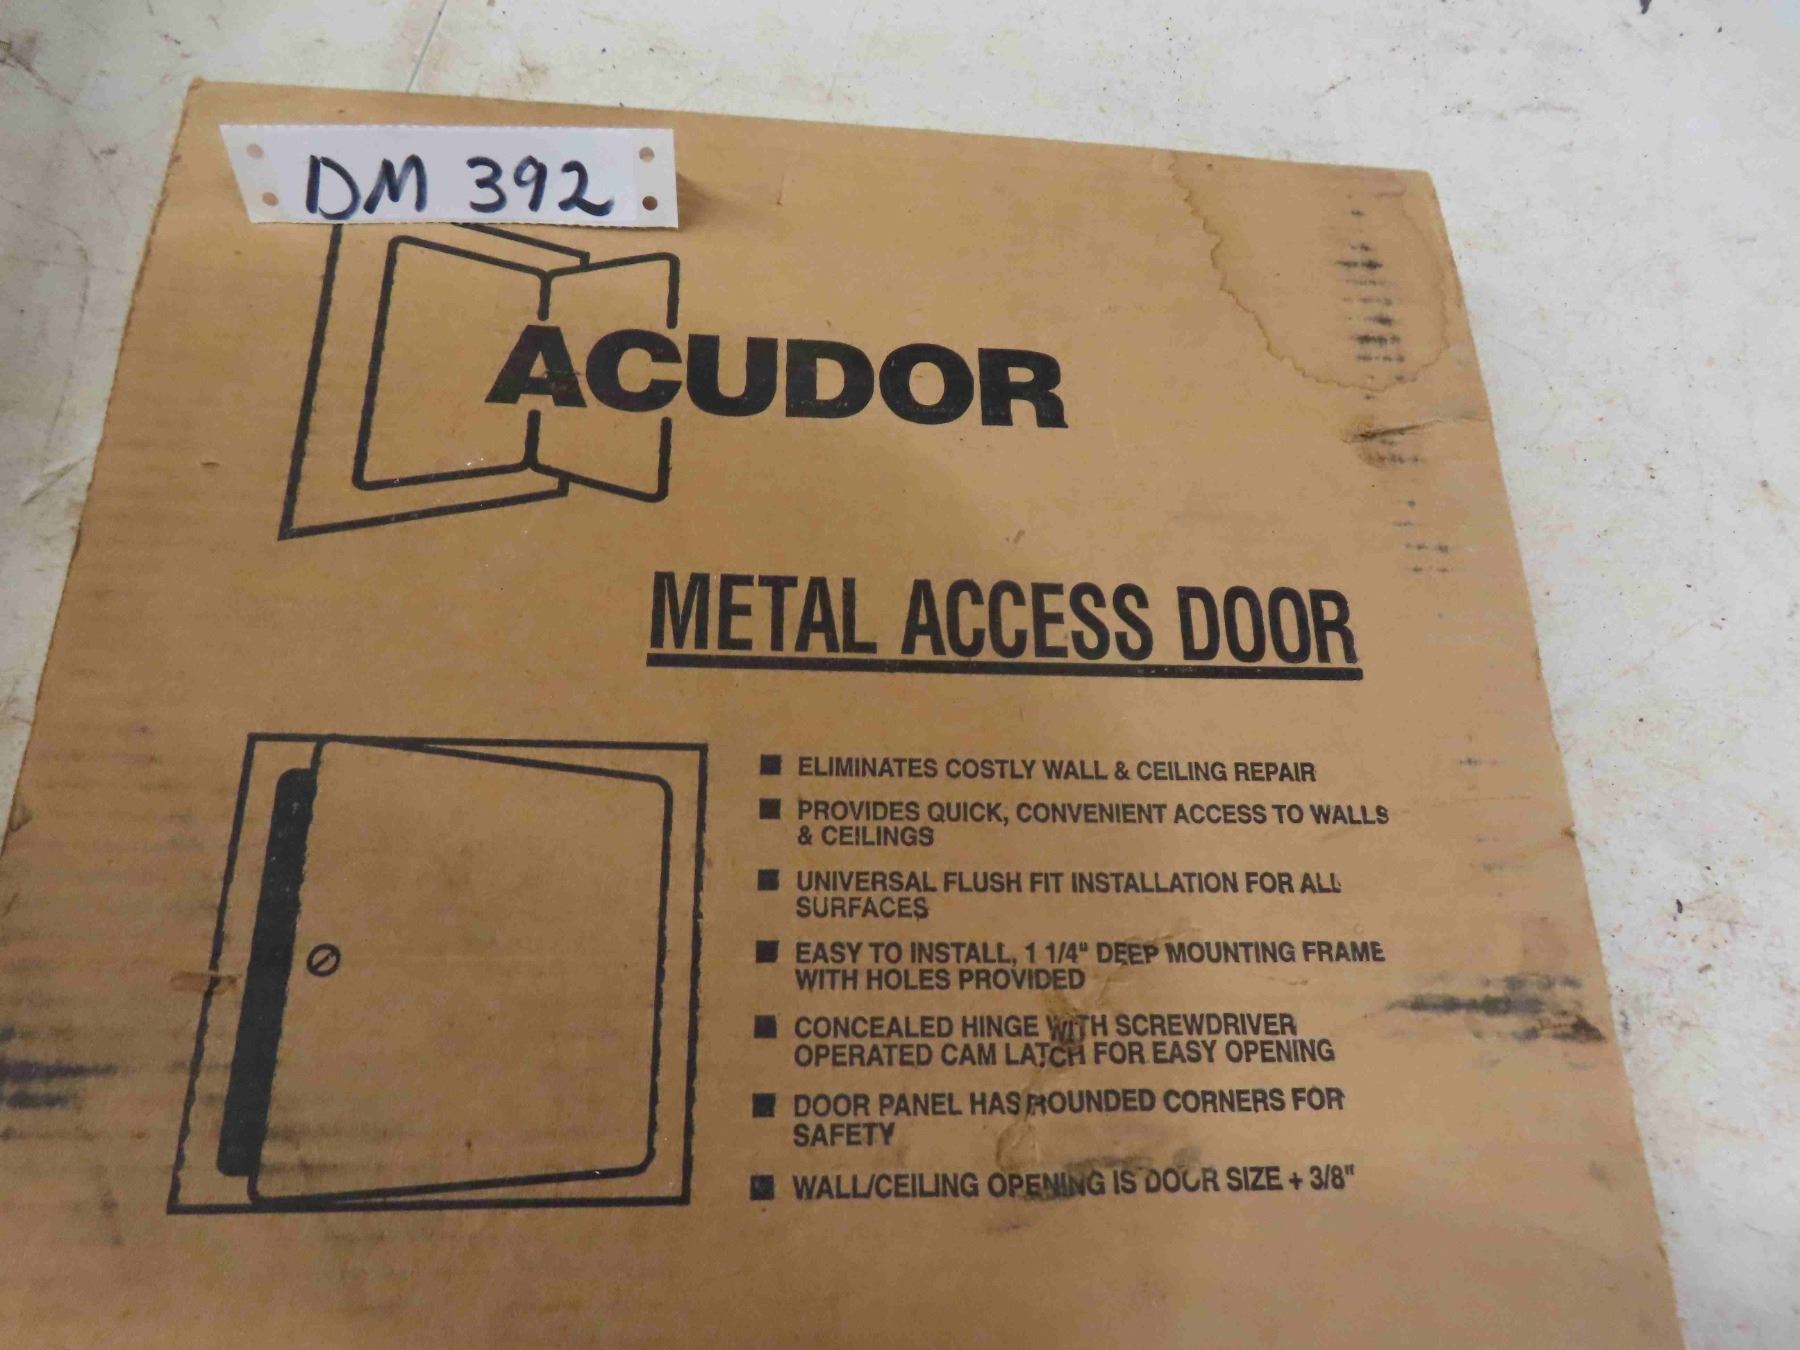 DM 392
ACUDOR
METAL ACCESS DOOR
ELIMINATES COSTLY WALL & CEILING REPAIR
PROVIDES QUICK, CONVENIENT ACCESS TO WALLS
& CEILINGS
UNIVERSAL FLUSH FIT INSTALLATION FOR ALL
SURFACES
EASY TO INSTALL, 1 1/4" DEEP MOUNTING FRAME
WITH HOLES PROVIDED
CONCEALED HINGE WITH SCREWDRIVER
OPERATED CAM LATCH FOR EASY OPENING
DOOR PANEL HAS ROUNDED CORNERS FOR
SAFETY
WALL/CEILING OPENING IS DOOR SIZE + 3/8"